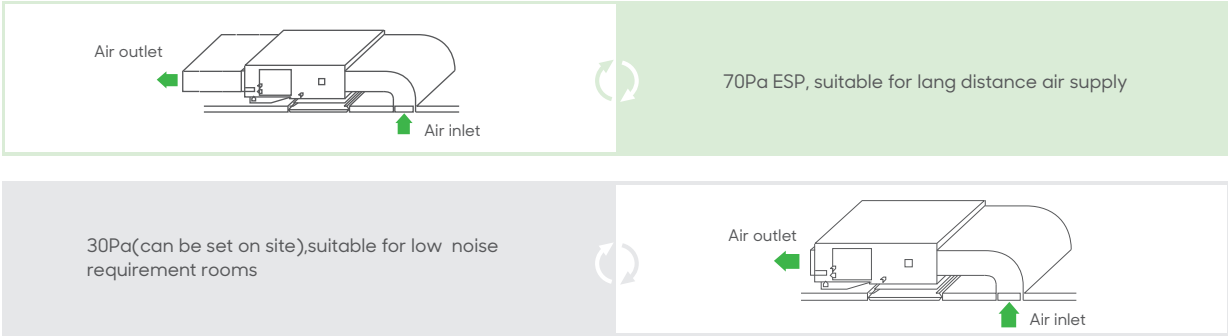 Air outlet
70Pa ESP, suitable for lang distance air supply
Air inlet
30Pa(can be set on site),suitable for low noise
requirement rooms
Air outlet
Air inlet